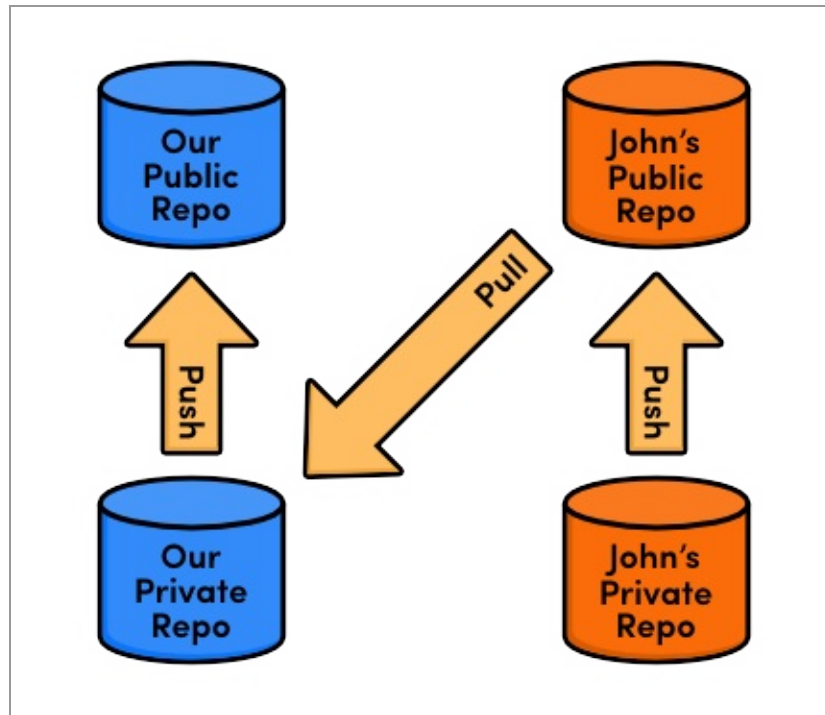 Our
Public
Repo
John's
Public
Repo
Pull
Push
Push
Our
Private
Repo
John's
Private
Repo